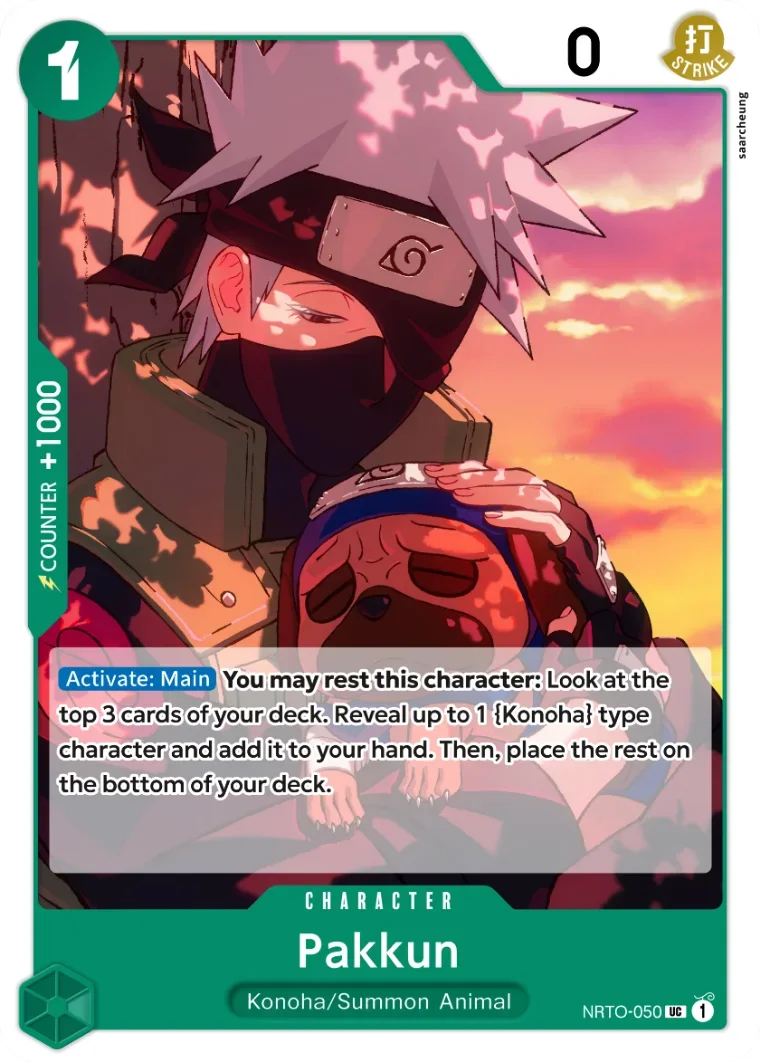 1
0
打
STRIKE
saarcheung
COUNTER +1000
Activate: Main You may rest this character: Look at the
top 3 cards of your deck. Reveal up to 1 {Konoha} type
character and add it to your hand. Then, place the rest on
the bottom of your deck.
CHARACTER
Pakkun
Konoha/Summon Animal
NRTO-050 UC 1